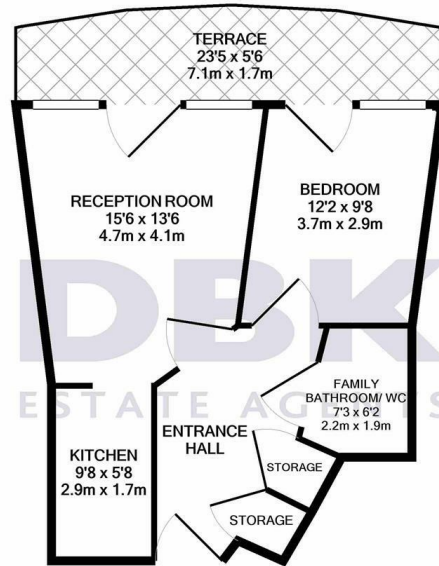 TERRACE
23'5 x 5'6
7.1m x 1.7m
RECEPTION ROOM
15'6 x 13'6
4.7m x 4.1m
BEDROOM
12'2 x 9'8
3.7m x 2.9m
DBK
ESTATE AGENTS
FAMILY
BATHROOM/ WC
7'3 x 6'2
2.2m x 1.9m
ENTRANCE
HALL
KITCHEN
9'8 x 5'8
2.9m x 1.7m
STORAGE
STORAGE